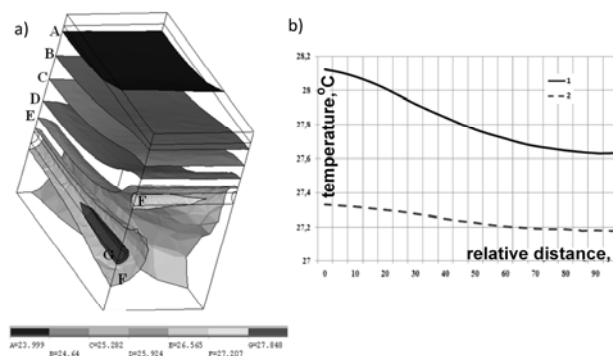 a)
A
B
C
D
E
F
G
F
A=23.999 C=25.282 E=26.565 G=27.848
B=24.64 D=25.924 F=27.207
b)
28,2
28
27,8
27,6
27,4
27,2
27
temperature,°C
1
2
relative distance,
0 10 20 30 40 50 60 70 80 90